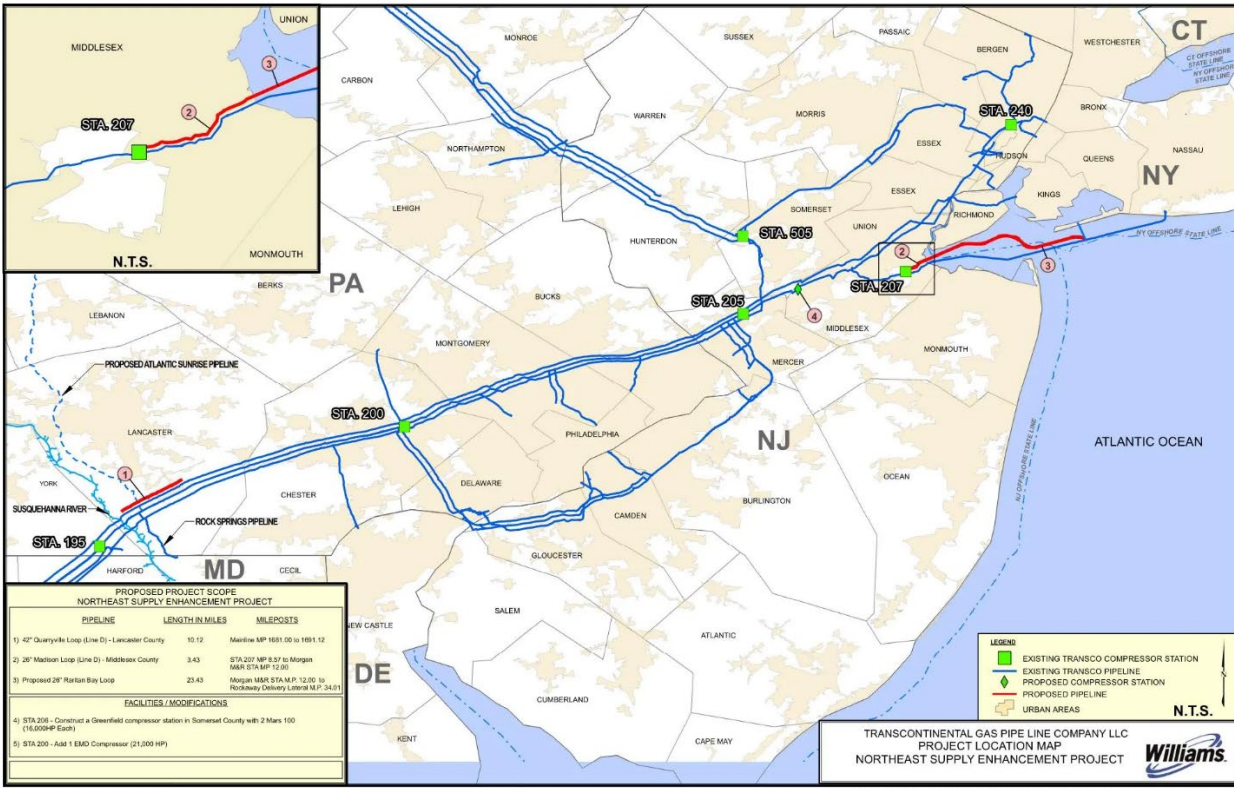 UNION
MIDDLESEX
3
2
STA. 207
MONMOUTH
N.T.S.
MONROE
SUSSEX
PASSAIC
BERGEN
WESTCHESTER
CT
CT OFFSHORE
STATE LINE
NY OFFSHORE
STATE LINE
CARBON
WARREN
MORRIS
STA. 240
BRONX
NORTHAMPTON
ESSEX
HUDSON
QUEENS
NASSAU
LEHIGH
SOMERSET
ESSEX
KINGS
NY
RICHMOND
UNION
HUNTERDON
STA. 505
NY OFFSHORE STATE LINE
2
3
STA. 207
BERKS
PA
BUCKS
STA. 205
4
MIDDLESEX
LEBANON
MONTGOMERY
MERCER
MONMOUTH
PROPOSED ATLANTIC SUNRISE PIPELINE
STA. 200
LANCASTER
PHILADELPHIA
NJ
ATLANTIC OCEAN
1
YORK
CHESTER
DELAWARE
OCEAN
NJ OFFSHORE STATE LINE
SUSQUEHANNA RIVER
ROCK SPRINGS PIPELINE
CAMDEN
BURLINGTON
STA. 195
GLOUCESTER
HARFORD
MD
CECIL
SALEM
NEW CASTLE
ATLANTIC
DE
CUMBERLAND
KENT
CAPE MAY
PROPOSED PROJECT SCOPE
NORTHEAST SUPPLY ENHANCEMENT PROJECT
PIPELINE LENGTH IN MILES MILEPOSTS
1) 42" Quarryville Loop (Line D) - Lancaster County 10.12 Mainline MP 1681.00 to 1691.12
2) 26" Madison Loop (Line D) - Middlesex County 3.43 STA 207 MP 8.57 to Morgan
M&R STA MP 12.00
3) Proposed 26" Raritan Bay Loop 23.43 Morgan M&R STA M.P. 12.00 to
Rockaway Delivery Lateral M.P. 34.01
FACILITIES / MODIFICATIONS
4) STA 206 - Construct a Greenfield compressor station in Somerset County with 2 Mars 100
(16,000HP Each)
5) STA 200 - Add 1 EMD Compressor (21,000 HP)
LEGEND
EXISTING TRANSCO COMPRESSOR STATION
EXISTING TRANSCO PIPELINE
PROPOSED COMPRESSOR STATION
PROPOSED PIPELINE
URBAN AREAS
N.T.S.
TRANSCONTINENTAL GAS PIPE LINE COMPANY LLC
PROJECT LOCATION MAP
NORTHEAST SUPPLY ENHANCEMENT PROJECT
Williams